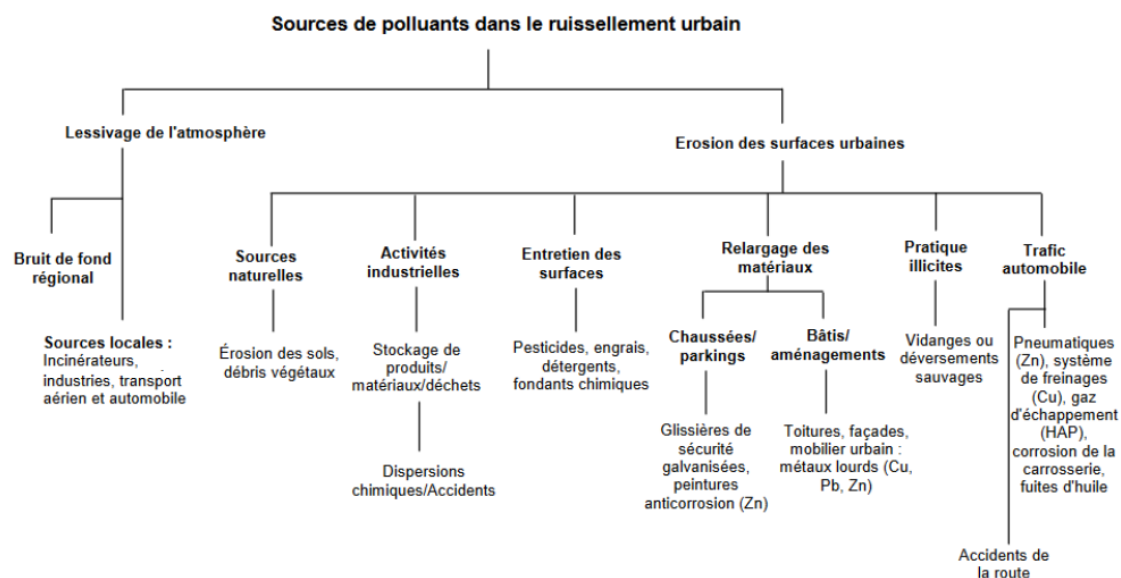 Sources de polluants dans le ruissellement urbain
Lessivage de l'atmosphère
Erosion des surfaces urbaines
Bruit de fond
régional
Sources locales :
Incinérateurs,
industries, transport
aérien et automobile
Sources
naturelles
Érosion des sols,
débris végétaux
Activités
industrielles
Stockage de
produits/
matériaux/déchets
Dispersions
chimiques/Accidents
Entretien des
surfaces
Pesticides, engrais,
détergents,
fondants chimiques
Relargage des
matériaux
Chaussées/
parkings
Glissières de
sécurité
galvanisées,
peintures
anticorrosion (Zn)
Bâtis/
aménagements
Toitures, façades,
mobilier urbain :
métaux lourds (Cu,
Pb, Zn)
Pratique
illicites
Vidanges ou
déversements
sauvages
Trafic
automobile
Pneumatiques
(Zn), système
de freinages
(Cu), gaz
d'échappement
(HAP),
corrosion de la
carrosserie,
fuites d'huile
Accidents de
la route